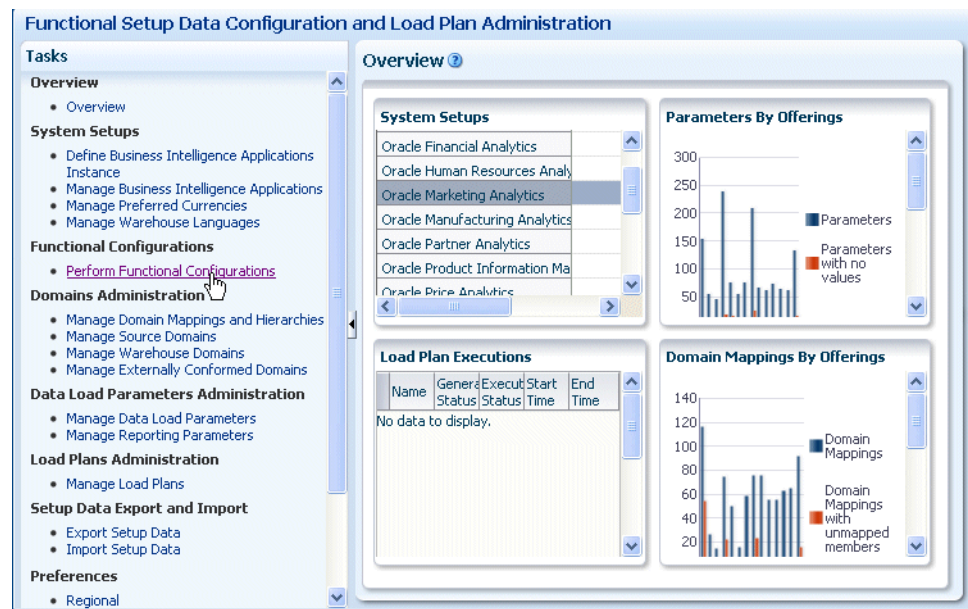 Functional Setup Data Configuration and Load Plan Administration
Tasks
Overview
Overview
System Setups
Define Business Intelligence Applications
Instance
Manage Business Intelligence Applications
Manage Preferred Currencies
Manage Warehouse Languages
Functional Configurations
Perform Functional Configurations
Domains Administration
Manage Domain Mappings and Hierarchies
Manage Source Domains
Manage Warehouse Domains
Manage Externally Conformed Domains
Data Load Parameters Administration
Manage Data Load Parameters
Manage Reporting Parameters
Load Plans Administration
Manage Load Plans
Setup Data Export and Import
Export Setup Data
Import Setup Data
Preferences
Regional
Overview
System Setups
Oracle Financial Analytics
Oracle Human Resources Analy
Oracle Marketing Analytics
Oracle Manufacturing Analytics
Oracle Partner Analytics
Oracle Product Information Ma
Oracle Price Analytics
Parameters By Offerings
300
250
200
150
100
50
Parameters
Parameters
with no
values
Load Plan Executions
Name
Genera
Status
Execut
Status
Start
Time
End
Time
No data to display.
Domain Mappings By Offerings
140
120
100
80
60
40
20
Domain
Mappings
Domain
Mappings
with
unmapped
members